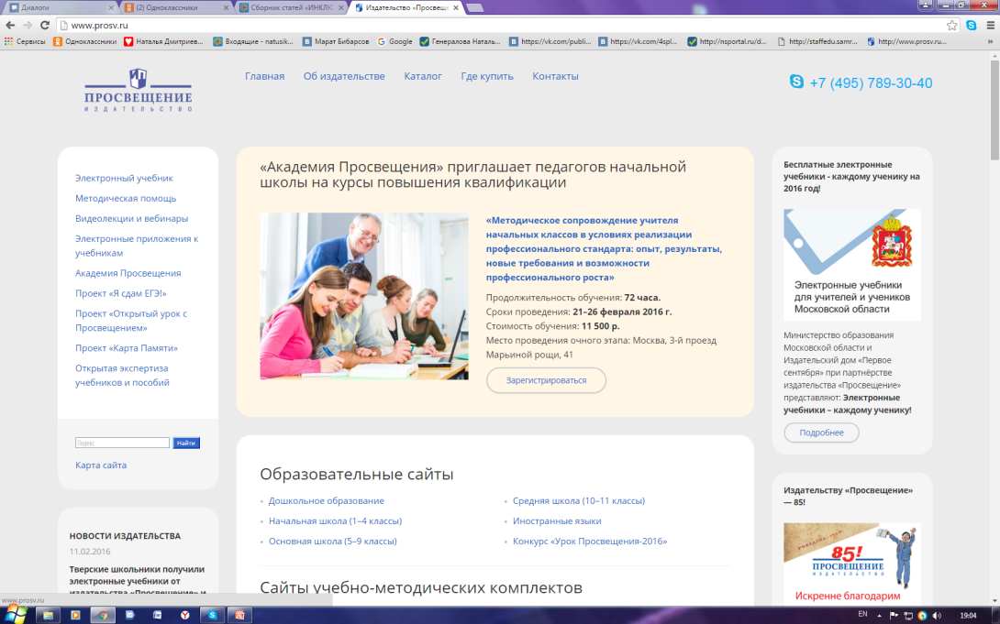 Диалоги
(2) Одноклассники
Сборник статей «ИНКЛЮ
Издательство «Просвещ
www.prosv.ru
Сервисы Одноклассники Наталья Дмитриев... Входящие - natusik... Марат Бибарсов Google Генералова Наталь... https://vk.com/publi... https://vk.com/4spl... http://nsportal.ru/d... http://staffedu.samr... http://www.prosv.ru...
ПРОСВЕЩЕНИЕ
ИЗДАТЕЛЬСТВО
Главная Об издательстве Каталог Где купить Контакты
+7 (495) 789-30-40
Электронный учебник
Методическая помощь
Видеолекции и вебинары
Электронные приложения к
учебникам
Академия Просвещения
Проект «Я сдам ЕГЭ!»
Проект «Открытый урок с
Просвещением»
Проект «Карта Памяти»
Открытая экспертиза
учебников и пособий
Яндекс
Найти
Карта сайта
НОВОСТИ ИЗДАТЕЛЬСТВА
11.02.2016
Тверские школьники получили
электронные учебники от
издательства «Просвещение» и
«Академия Просвещения» приглашает педагогов начальной
школы на курсы повышения квалификации
«Методическое сопровождение учителя
начальных классов в условиях реализации
профессионального стандарта: опыт, результаты,
новые требования и возможности
профессионального роста»
Продолжительность обучения: 72 часа.
Сроки проведения: 21–26 февраля 2016 г.
Стоимость обучения: 11 500 р.
Место проведения очного этапа: Москва, 3-й проезд
Марьиной рощи, 41
Зарегистрироваться
Образовательные сайты
Дошкольное образование
Начальная школа (1–4 классы)
Основная школа (5–9 классы)
Средняя школа (10–11 классы)
Иностранные языки
Конкурс «Урок Просвещения-2016»
Сайты учебно-методических комплектов
Бесплатные электронные
учебники - каждому ученику на
2016 год!
Электронные учебники
для учителей и учеников
Московской области
Министерство образования
Московской области и
Издательский дом «Первое
сентября» при партнёрстве
издательства «Просвещение»
представляют: Электронные
учебники – каждому ученику!
Подробнее
Издательству «Просвещение»
— 85!
85!
ПРОСВЕЩЕНИЕ
ИЗДАТЕЛЬСТВО
Искренне благодарим
www.prosv.ru
EN
19:04